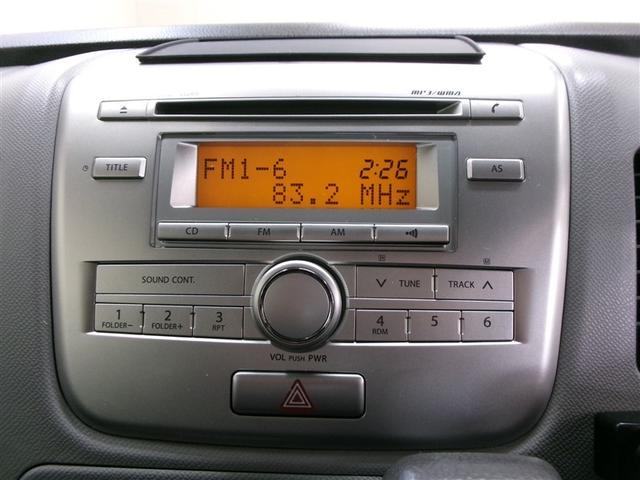 MP3/WMA
TITLE
FM1-6 2:26
83.2 MHz
AS
CD FM AM
SOUND CONT.
∨ TUNE TRACK ∧
1 FOLDER-
2 FOLDER+
3 RPT
4 RDM
5
6
VOL PUSH PWR